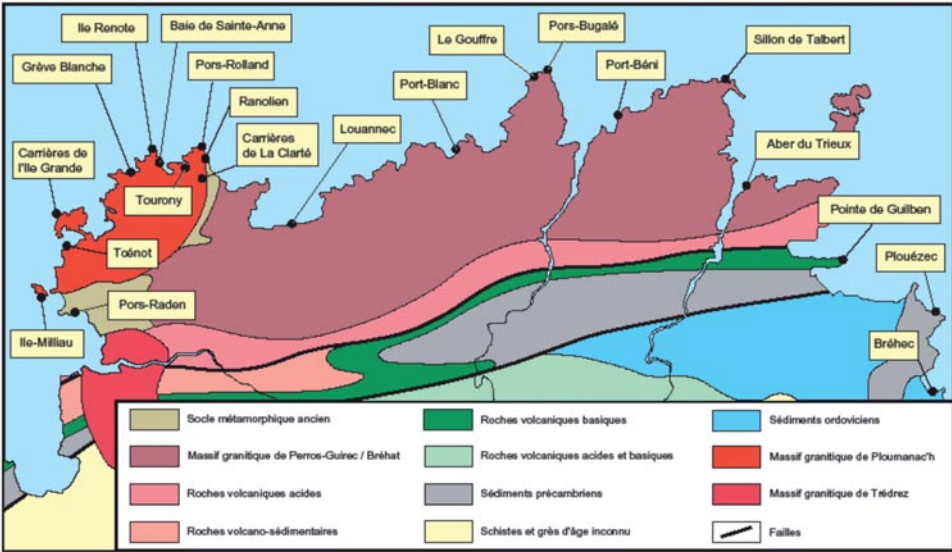 Ile Renote
Baie de Sainte-Anne
Grève Blanche
Pors-Rolland
Le Gouffre
Pors-Bugalé
Sillon de Talbert
Port-Blanc
Port-Béni
Ranolien
Carrières de
l'Ile Grande
Louannec
Carrières
de La Clarté
Aber du Trieux
Tourony
Pointe de Guilben
Toënot
Plouézec
Pors-Raden
Ile-Milliau
Bréhec
Socle métamorphique ancien
Roches volcaniques basiques
Sédiments ordoviciens
Massif granitique de Perros-Guirec / Bréhat
Roches volcaniques acides et basiques
Massif granitique de Ploumanac'h
Roches volcaniques acides
Sédiments précambriens
Massif granitique de Trédrez
Roches volcano-sédimentaires
Schistes et grès d'âge inconnu
Failles